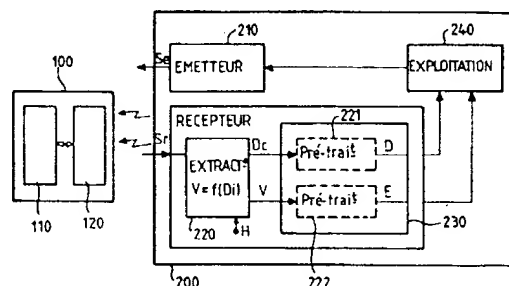 210
240
100
Se
EMETTEUR
EXPLOITATION
RECEPTEUR
221
Sr
Dc
Pré-trait^t
D
EXTRACT^n
V = f(Di)
V
Pré-trait^t
E
110
120
220
H
230
200
222